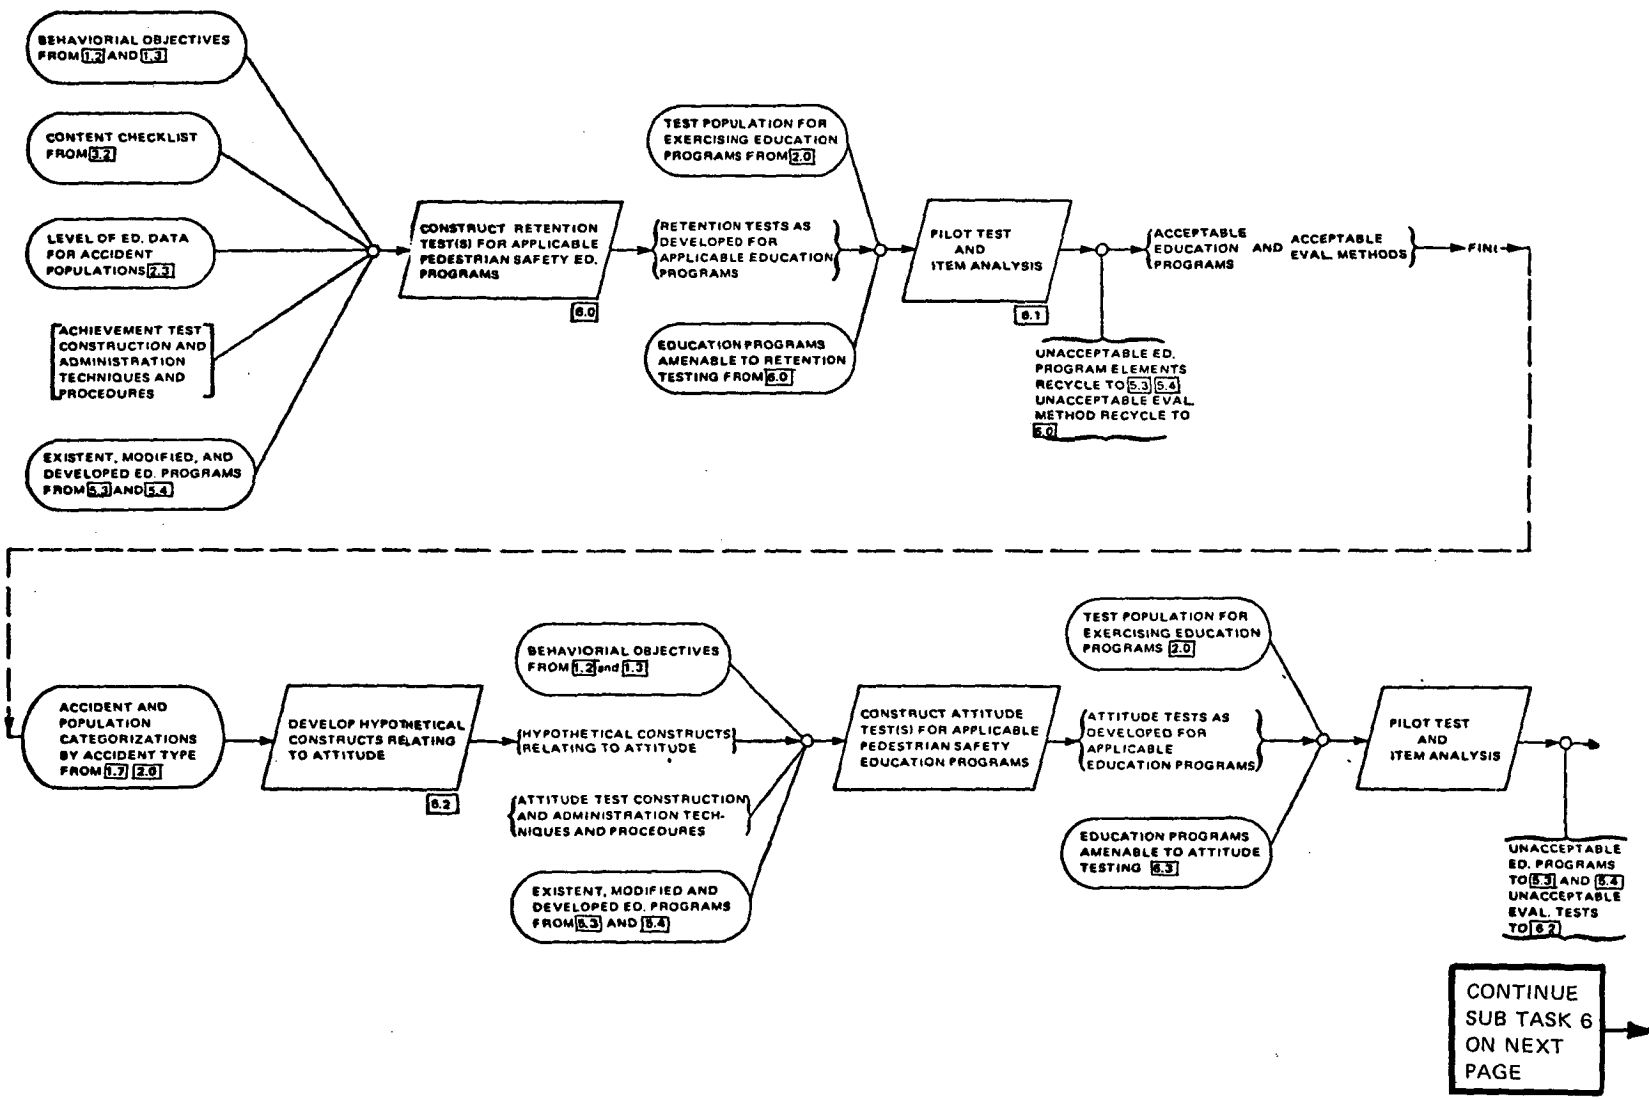 BEHAVIORIAL OBJECTIVES
FROM 1.2 AND 1.3
CONTENT CHECKLIST
FROM 3.2
LEVEL OF ED. DATA
FOR ACCIDENT
POPULATIONS 2.3
ACHIEVEMENT TEST
CONSTRUCTION AND
ADMINISTRATION
TECHNIQUES AND
PROCEDURES
EXISTENT, MODIFIED, AND
DEVELOPED ED. PROGRAMS
FROM 5.3 AND 5.4
CONSTRUCT RETENTION
TEST(S) FOR APPLICABLE
PEDESTRIAN SAFETY ED.
PROGRAMS
6.0
TEST POPULATION FOR
EXERCISING EDUCATION
PROGRAMS FROM 2.0
RETENTION TESTS AS
DEVELOPED FOR
APPLICABLE EDUCATION
PROGRAMS
EDUCATION PROGRAMS
AMENABLE TO RETENTION
TESTING FROM 6.0
PILOT TEST
AND
ITEM ANALYSIS
6.1
ACCEPTABLE
EDUCATION
PROGRAMS
AND
ACCEPTABLE
EVAL. METHODS
UNACCEPTABLE ED.
PROGRAM ELEMENTS
RECYCLE TO 5.3 5.4
UNACCEPTABLE EVAL.
METHOD RECYCLE TO
6.0
ACCIDENT AND
POPULATION
CATEGORIZATIONS
BY ACCIDENT TYPE
FROM 1.7 2.0
DEVELOP HYPOTHETICAL
CONSTRUCTS RELATING
TO ATTITUDE
6.2
BEHAVIORIAL OBJECTIVES
FROM 1.2 and 1.3
HYPOTHETICAL CONSTRUCTS
RELATING TO ATTITUDE
ATTITUDE TEST CONSTRUCTION
AND ADMINISTRATION TECH-
NIQUES AND PROCEDURES
EXISTENT, MODIFIED AND
DEVELOPED ED. PROGRAMS
FROM 5.3 AND 5.4
CONSTRUCT ATTITUDE
TEST(S) FOR APPLICABLE
PEDESTRIAN SAFETY
EDUCATION PROGRAMS
TEST POPULATION FOR
EXERCISING EDUCATION
PROGRAMS 2.0
ATTITUDE TESTS AS
DEVELOPED FOR
APPLICABLE
EDUCATION PROGRAMS
EDUCATION PROGRAMS
AMENABLE TO ATTITUDE
TESTING 6.3
PILOT TEST
AND
ITEM ANALYSIS
UNACCEPTABLE
ED. PROGRAMS
TO 5.3 AND 5.4
UNACCEPTABLE
EVAL. TESTS
TO 6.2
CONTINUE
SUB TASK 6
ON NEXT
PAGE